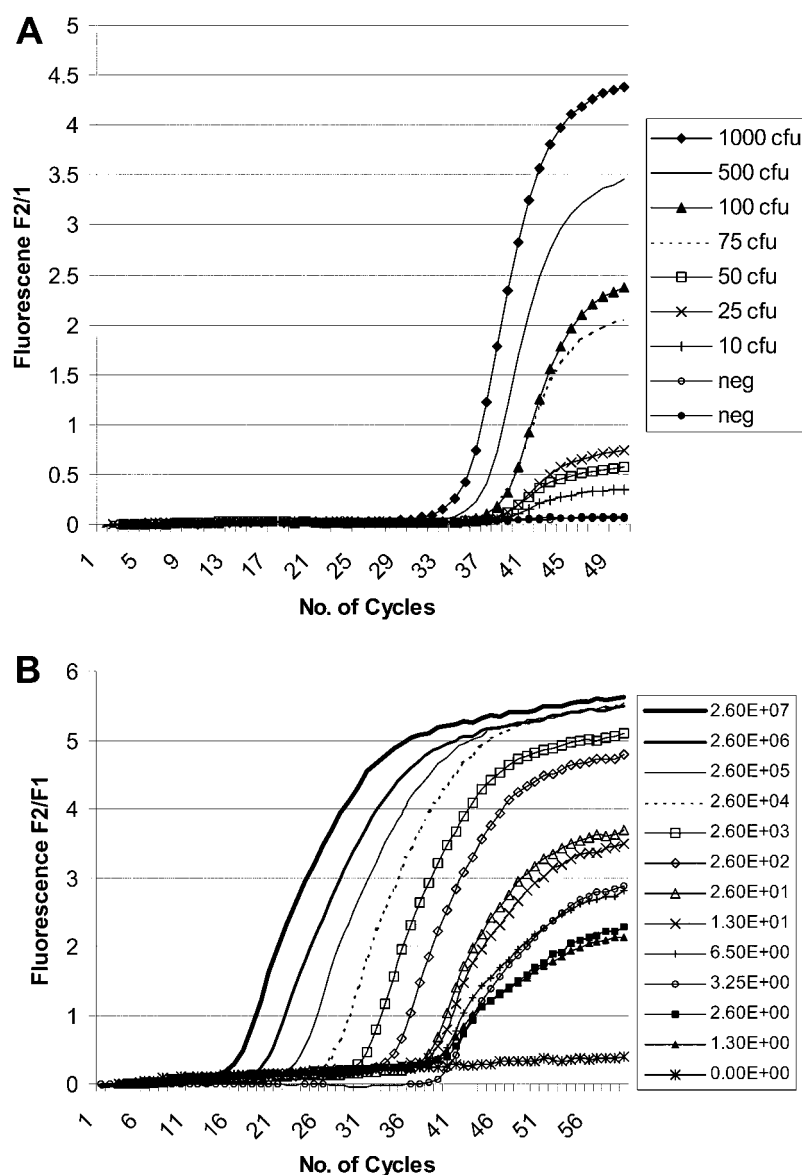 A
5
4.5
4
3.5
3
2.5
2
1.5
1
0.5
0
Fluorescene F2/1
1
5
9
13
17
21
25
29
33
37
41
45
49
No. of Cycles
1000 cfu
500 cfu
100 cfu
75 cfu
50 cfu
25 cfu
10 cfu
neg
neg
B
6
5
4
3
2
1
0
Fluorescence F2/F1
1
6
11
16
21
26
31
36
41
46
51
56
No. of Cycles
2.60E+07
2.60E+06
2.60E+05
2.60E+04
2.60E+03
2.60E+02
2.60E+01
1.30E+01
6.50E+00
3.25E+00
2.60E+00
1.30E+00
0.00E+00